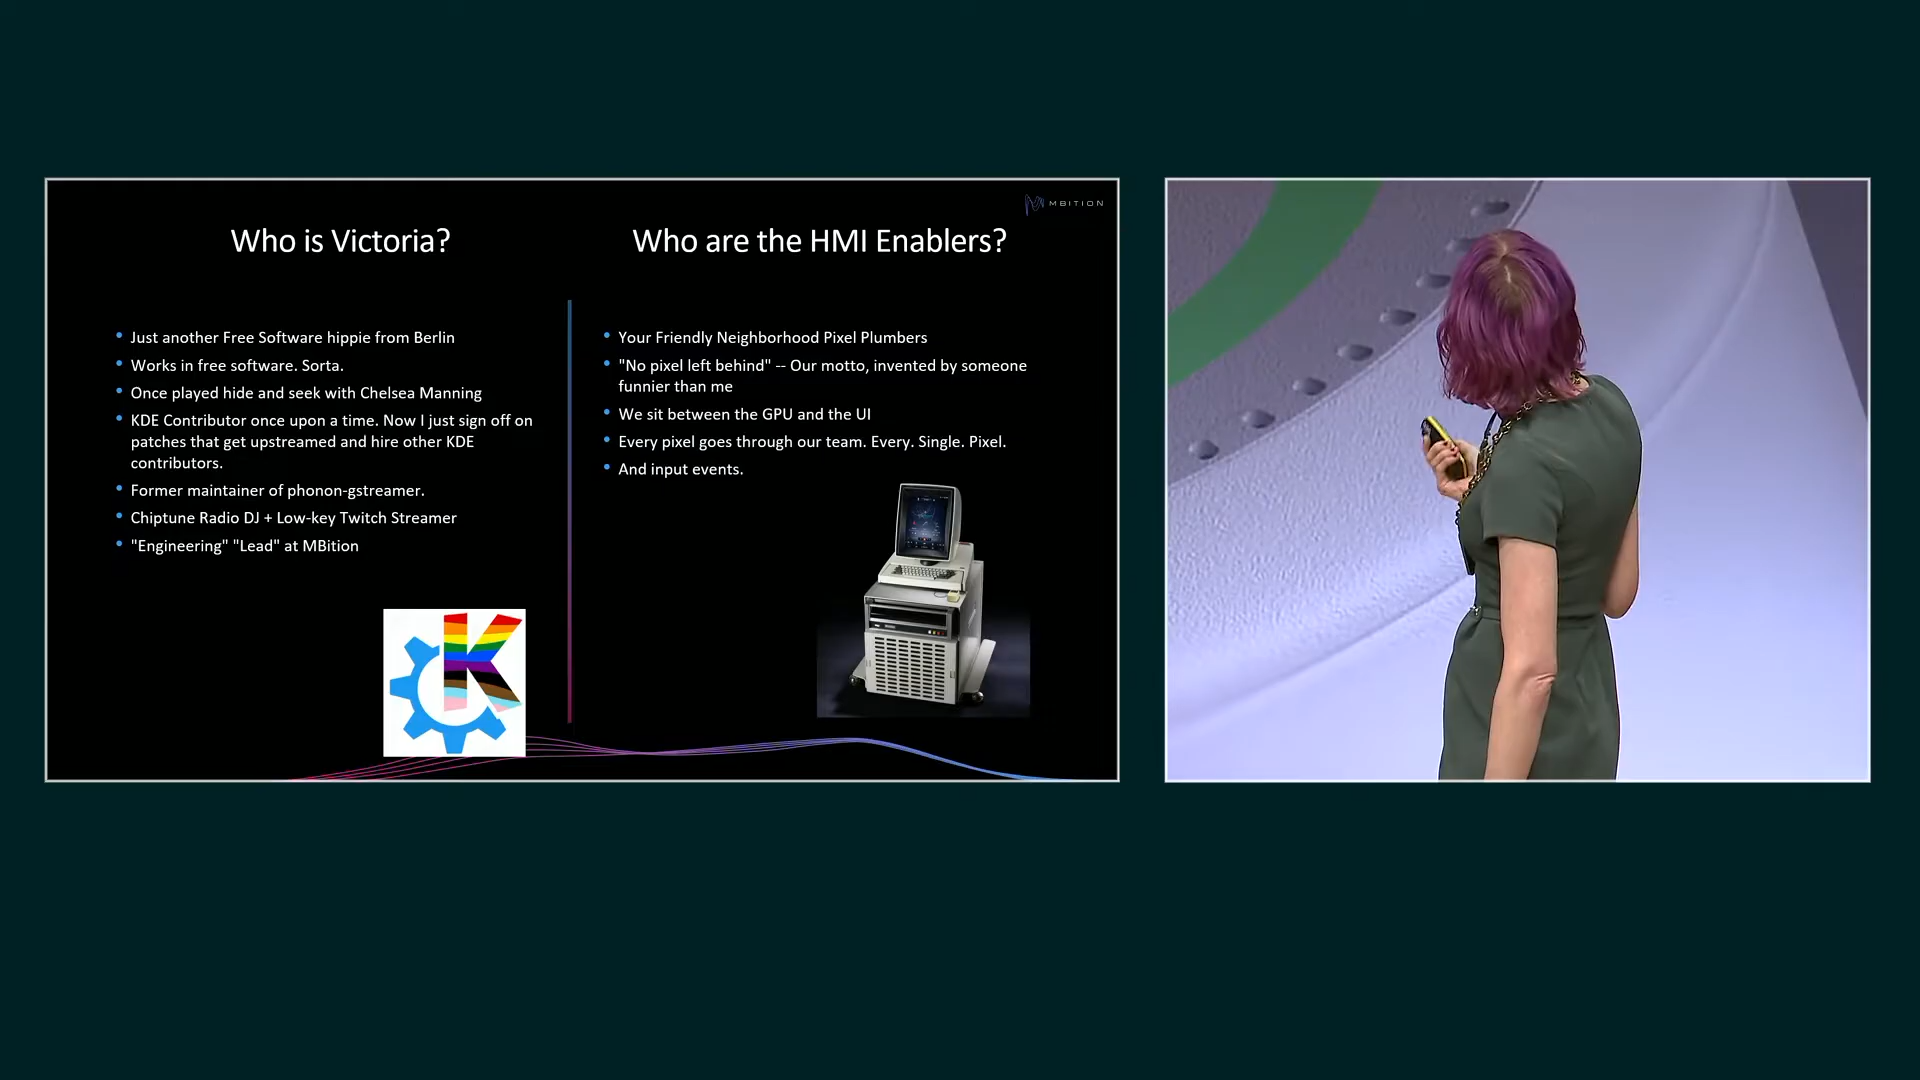 MBITION
Who is Victoria?
Just another Free Software hippie from Berlin
Works in free software. Sorta.
Once played hide and seek with Chelsea Manning
KDE Contributor once upon a time. Now I just sign off on
patches that get upstreamed and hire other KDE
contributors.
Former maintainer of phonon-gstreamer.
Chiptune Radio DJ + Low-key Twitch Streamer
"Engineering" "Lead" at MBition
K
Who are the HMI Enablers?
Your Friendly Neighborhood Pixel Plumbers
"No pixel left behind" -- Our motto, invented by someone
funnier than me
We sit between the GPU and the UI
Every pixel goes through our team. Every. Single. Pixel.
And input events.